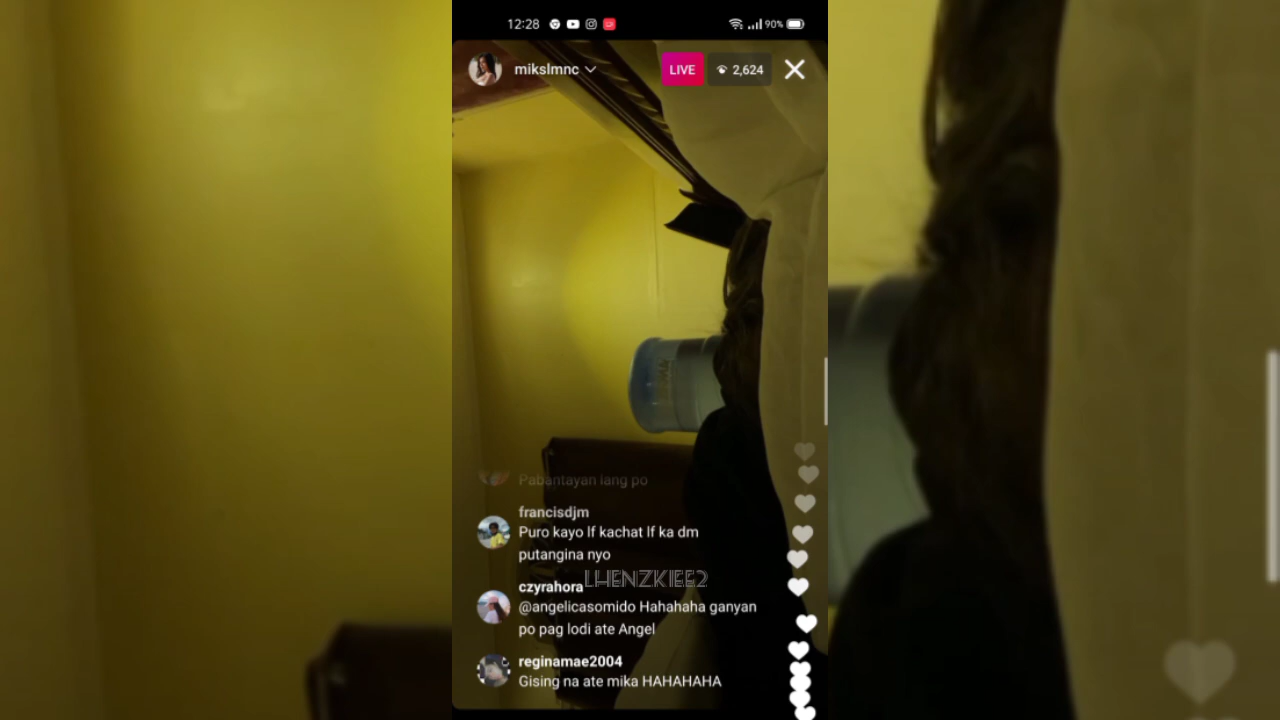 12:28
90%
mikslmnc
LIVE
2,624
Pabantayan lang po
francisdjm
Puro kayo lf kachat lf ka dm
putangina nyo
LHENZKIEE2
czyrahora
@angelicasomido Hahahaha ganyan
po pag lodi ate Angel
reginamae2004
Gising na ate mika HAHAHAHA